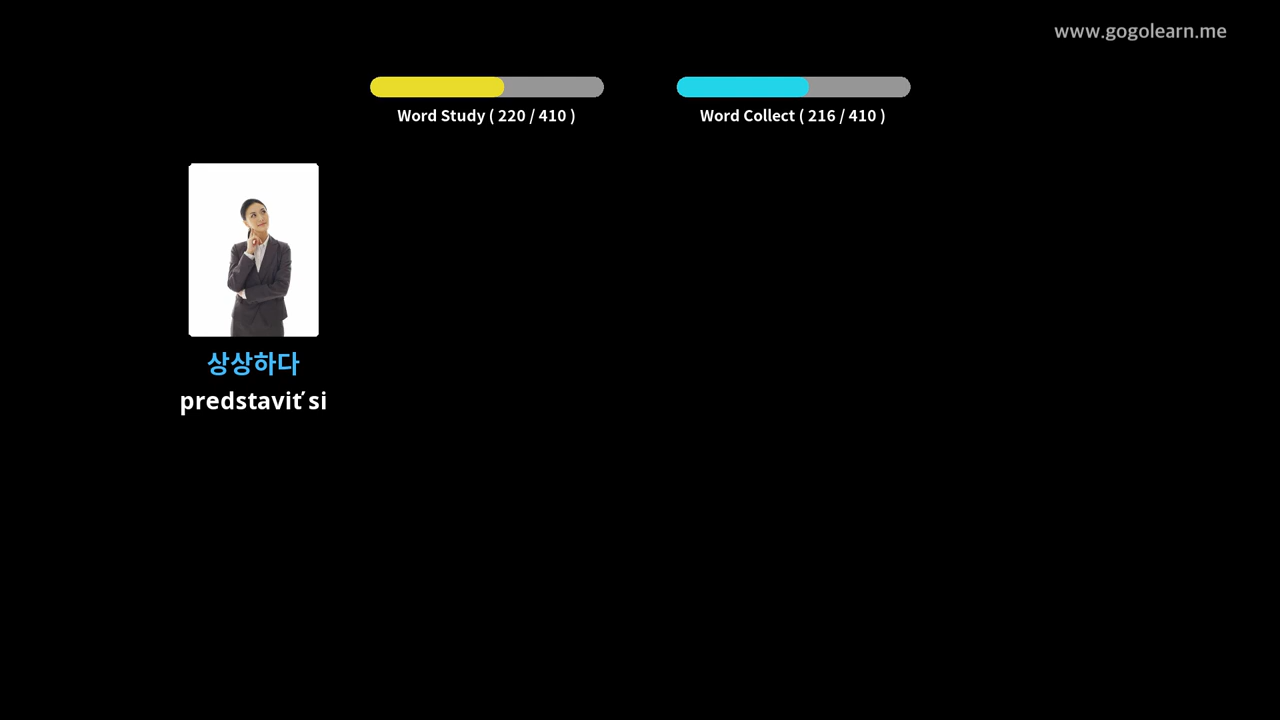 www.gogolearn.me
Word Study ( 220 / 410 )
Word Collect ( 216 / 410 )
상상하다
predstaviť si